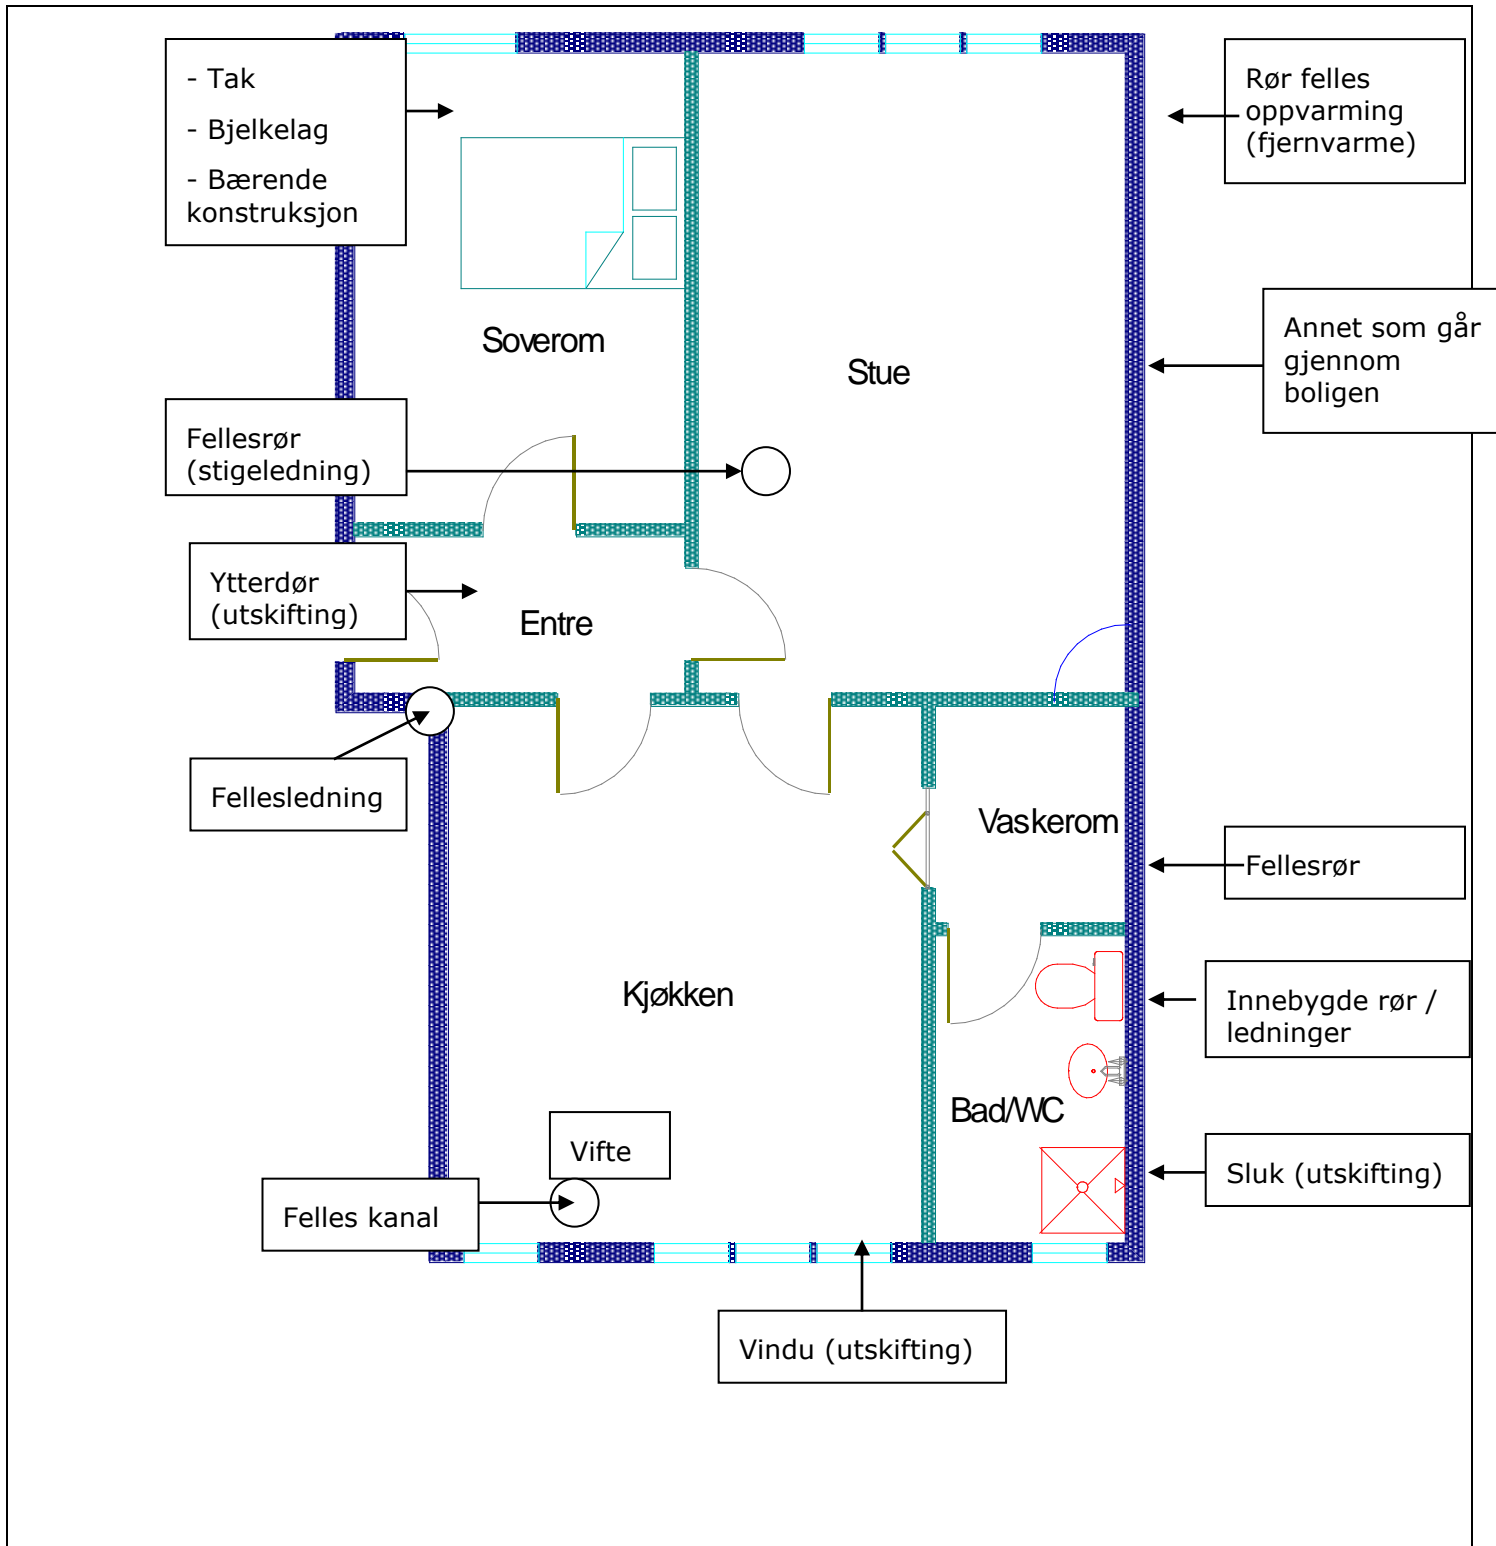 - Tak
- Bjelkelag
- Bærende
konstruksjon
Rør felles
oppvarming
(fjernvarme)
Soverom
Stue
Annet som går
gjennom
boligen
Fellesrør
(stigeledning)
Ytterdør
(utskifting)
Entre
Fellesledning
Vaskerom
Fellesrør
Kjøkken
Innebygde rør /
ledninger
Bad/WC
Vifte
Sluk (utskifting)
Felles kanal
Vindu (utskifting)